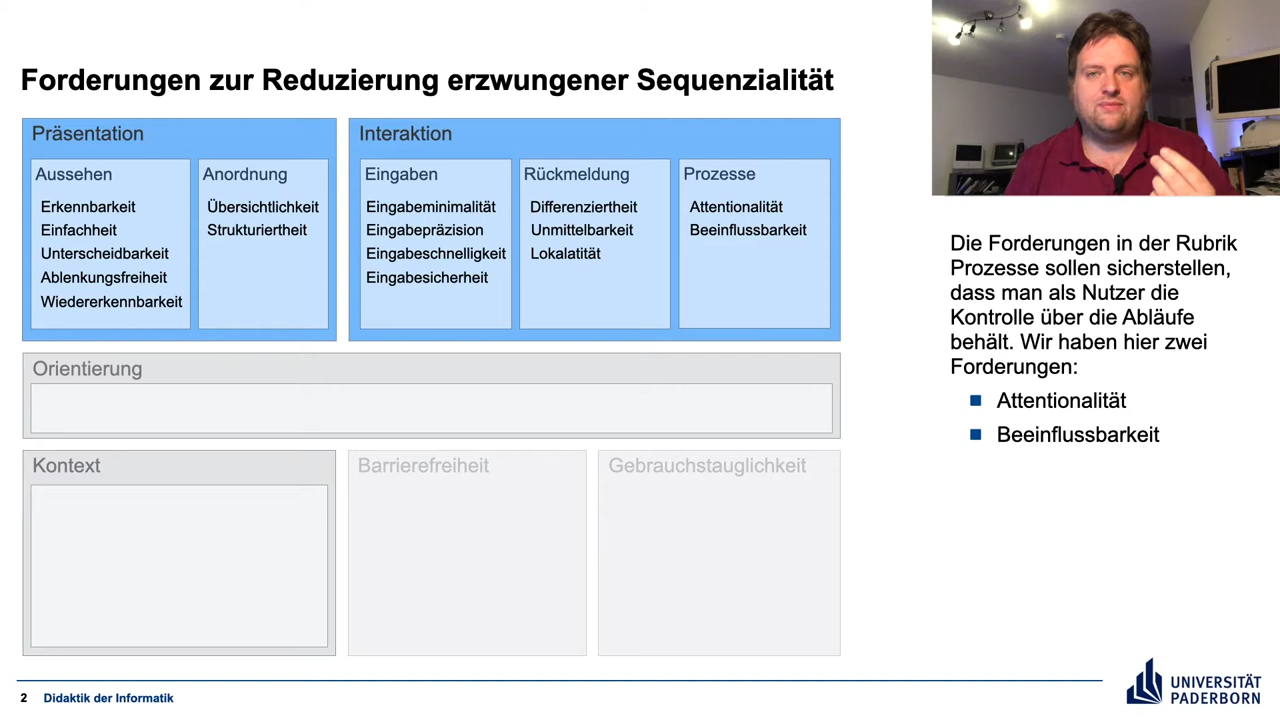 Forderungen zur Reduzierung erzwungener Sequenzialität
Präsentation
Aussehen
Erkennbarkeit
Einfachheit
Unterscheidbarkeit
Ablenkungsfreiheit
Wiedererkennbarkeit
Anordnung
Übersichtlichkeit
Strukturiertheit
Interaktion
Eingaben
Eingabeminimalität
Eingabepräzision
Eingabeschnelligkeit
Eingabesicherheit
Rückmeldung
Differenziertheit
Unmittelbarkeit
Lokalatität
Prozesse
Attentionalität
Beeinflussbarkeit
Orientierung
Kontext
Barrierefreiheit
Gebrauchstauglichkeit
Die Forderungen in der Rubrik
Prozesse sollen sicherstellen,
dass man als Nutzer die
Kontrolle über die Abläufe
behält. Wir haben hier zwei
Forderungen:
Attentionalität
Beeinflussbarkeit
2 Didaktik der Informatik
UNIVERSITÄT
PADERBORN